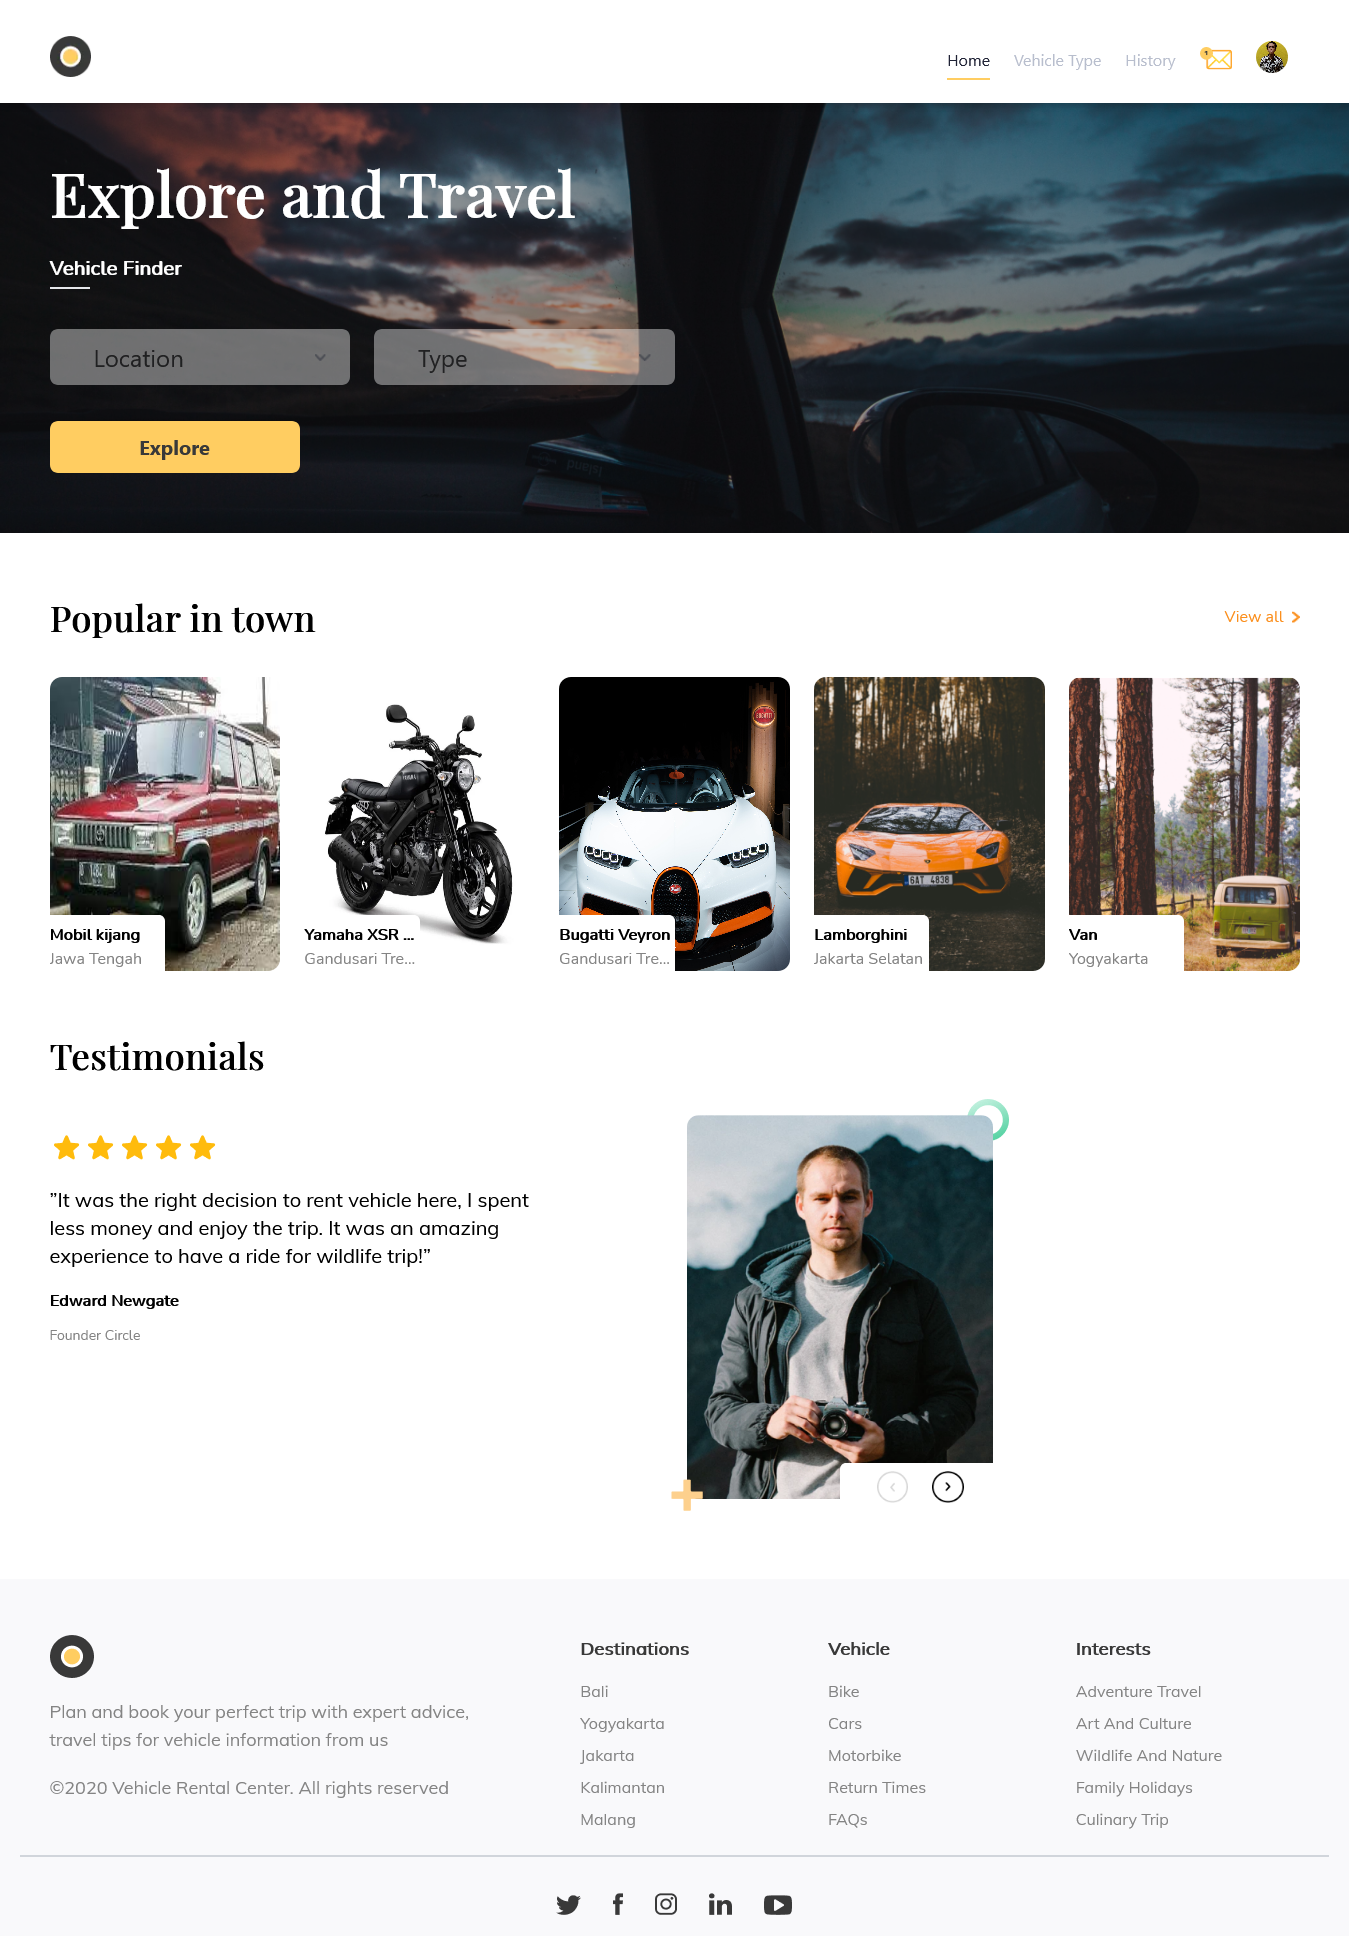 Home Vehicle Type History 1
Explore and Travel
Vehicle Finder
Location Type
Explore
Island
Popular in town View all
BUGATTI
YAMAHA
6AT 4838
Mobil kijang
Jawa Tengah
Yamaha XSR ...
Gandusari Tre...
Bugatti Veyron
Gandusari Tre...
Lamborghini
Jakarta Selatan
Van
Yogyakarta
Testimonials
”It was the right decision to rent vehicle here, I spent
less money and enjoy the trip. It was an amazing
experience to have a ride for wildlife trip!”
Edward Newgate
Founder Circle
Plan and book your perfect trip with expert advice,
travel tips for vehicle information from us
©2020 Vehicle Rental Center. All rights reserved
Destinations
Bali
Yogyakarta
Jakarta
Kalimantan
Malang
Vehicle
Bike
Cars
Motorbike
Return Times
FAQs
Interests
Adventure Travel
Art And Culture
Wildlife And Nature
Family Holidays
Culinary Trip